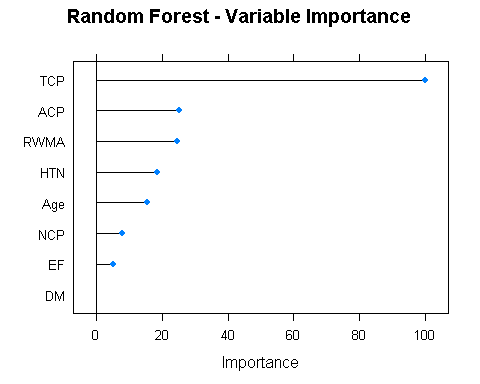 Random Forest - Variable Importance
TCP
ACP
RWMA
HTN
Age
NCP
EF
DM
0 20 40 60 80 100
Importance